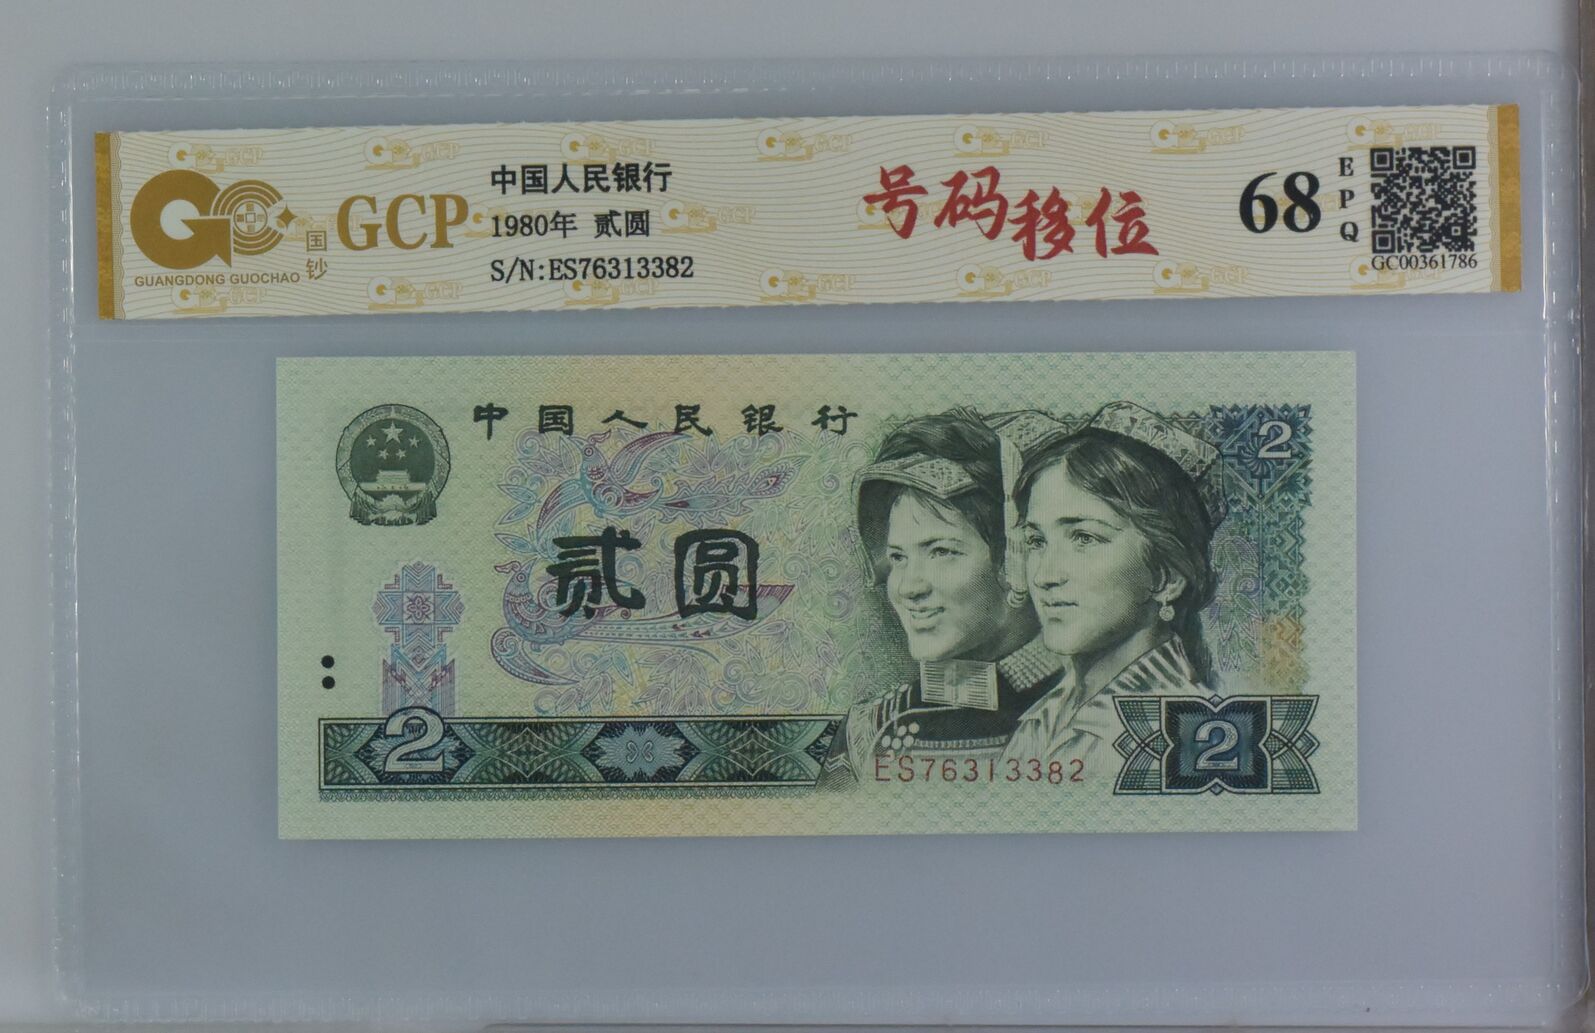 GCP
国钞
GUANGDONG GUOCHAO
中国人民银行
1980年 贰圆
S/N:ES76313382
号码移位
68
EPQ
GC00361786
中国人民银行
2
贰圆
2
ES76313382
2